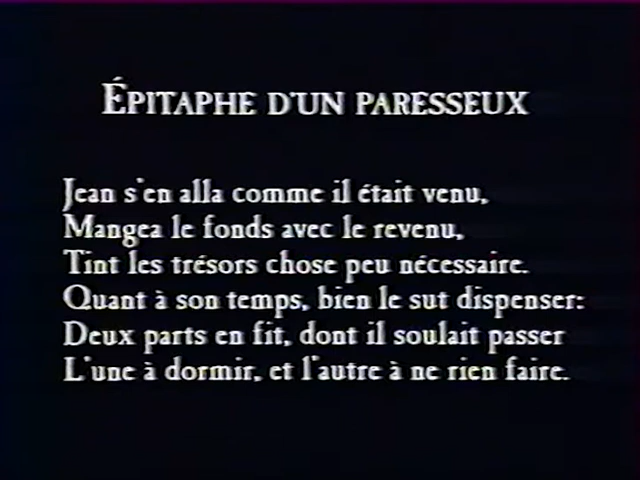 ÉPITAPHE D'UN PARESSEUX
Jean s'en alla comme il était venu,
Mangea le fonds avec le revenu,
Tint les trésors chose peu nécessaire.
Quant à son temps, bien le sut dispenser:
Deux parts en fit, dont il soulait passer
L'une à dormir, et l'autre à ne rien faire.